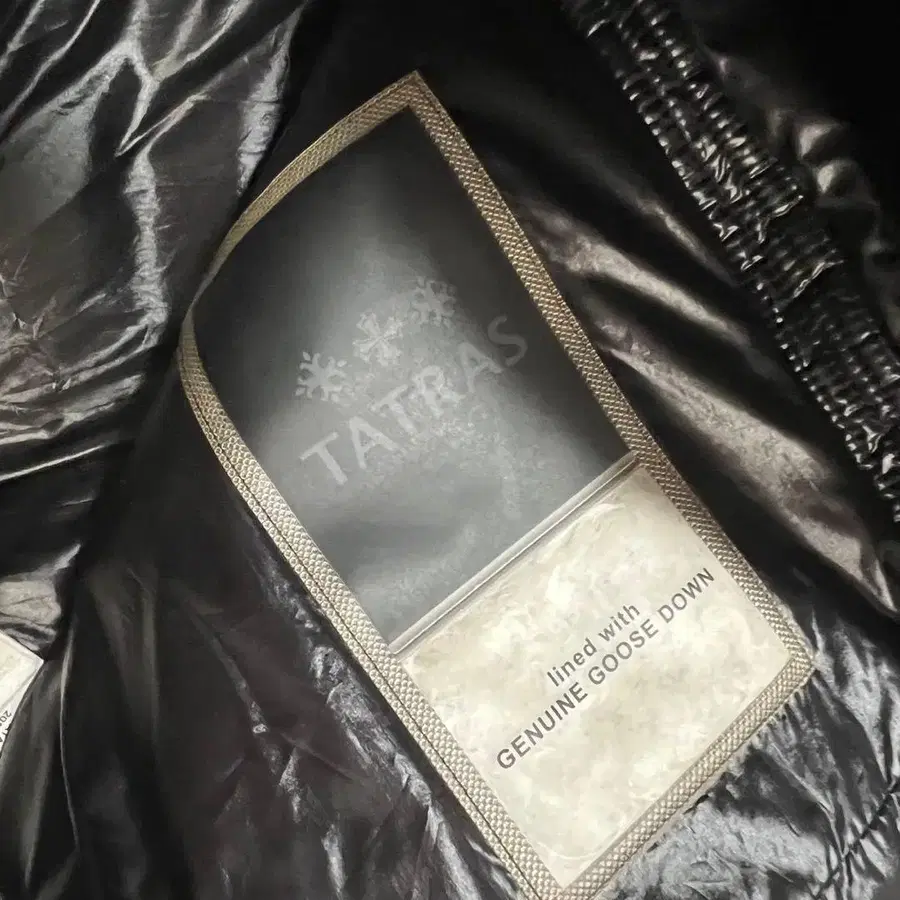 TATRAS
lined with
GENUINE GOOSE DOWN